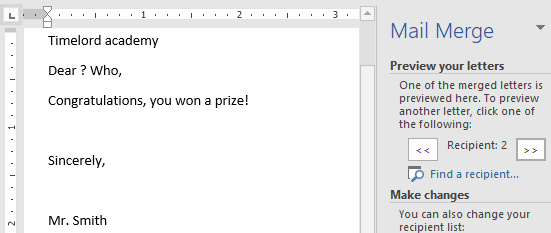 L 1 2 3
Timelord academy
Dear ? Who,
Congratulations, you won a prize!
Sincerely,
Mr. Smith
1
2
Mail Merge
Preview your letters
One of the merged letters is
previewed here. To preview
another letter, click one of
the following:
<< Recipient: 2 >>
Find a recipient...
Make changes
You can also change your
recipient list: